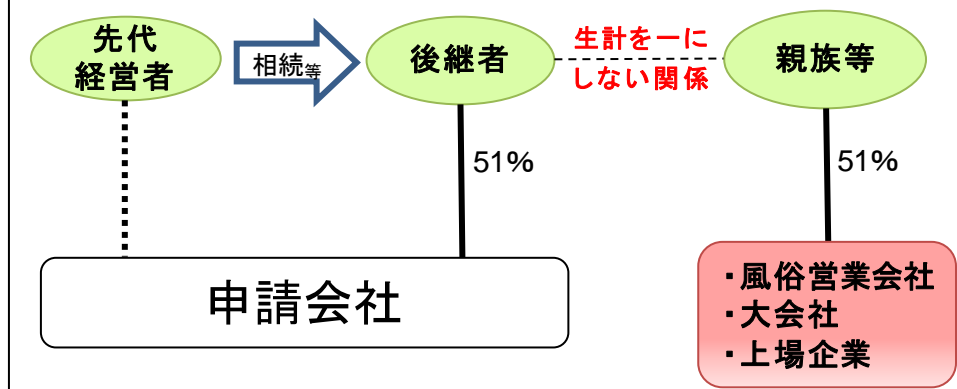 先代
経営者
相続等
後継者
生計を一に
しない関係
親族等
51%
51%
申請会社
・風俗営業会社
・大会社
・上場企業